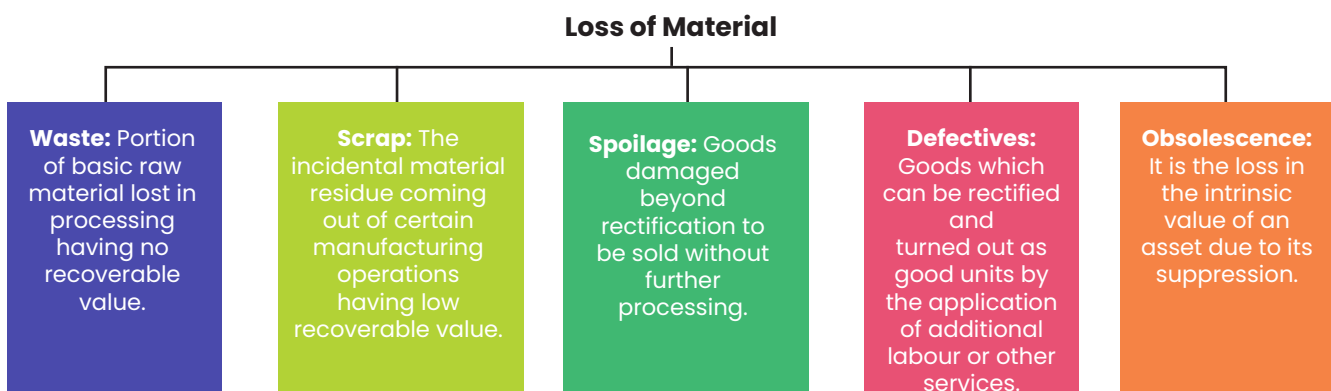 Loss of Material
Waste: Portion
of basic raw
material lost in
processing
having no
recoverable
value.
Scrap: The
incidental material
residue coming
out of certain
manufacturing
operations
having low
recoverable value.
Spoilage: Goods
damaged
beyond
rectification to
be sold without
further
processing.
Defectives:
Goods which
can be rectified
and
turned out as
good units by
the application
of additional
labour or other
services.
Obsolescence:
It is the loss in
the intrinsic
value of an
asset due to its
suppression.